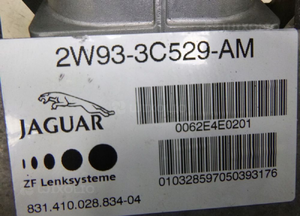 2W93-3C529-AM
JAGUAR
0062E4E0201
ZF Lenksysteme
010328597050393176
831.410.028.834-04